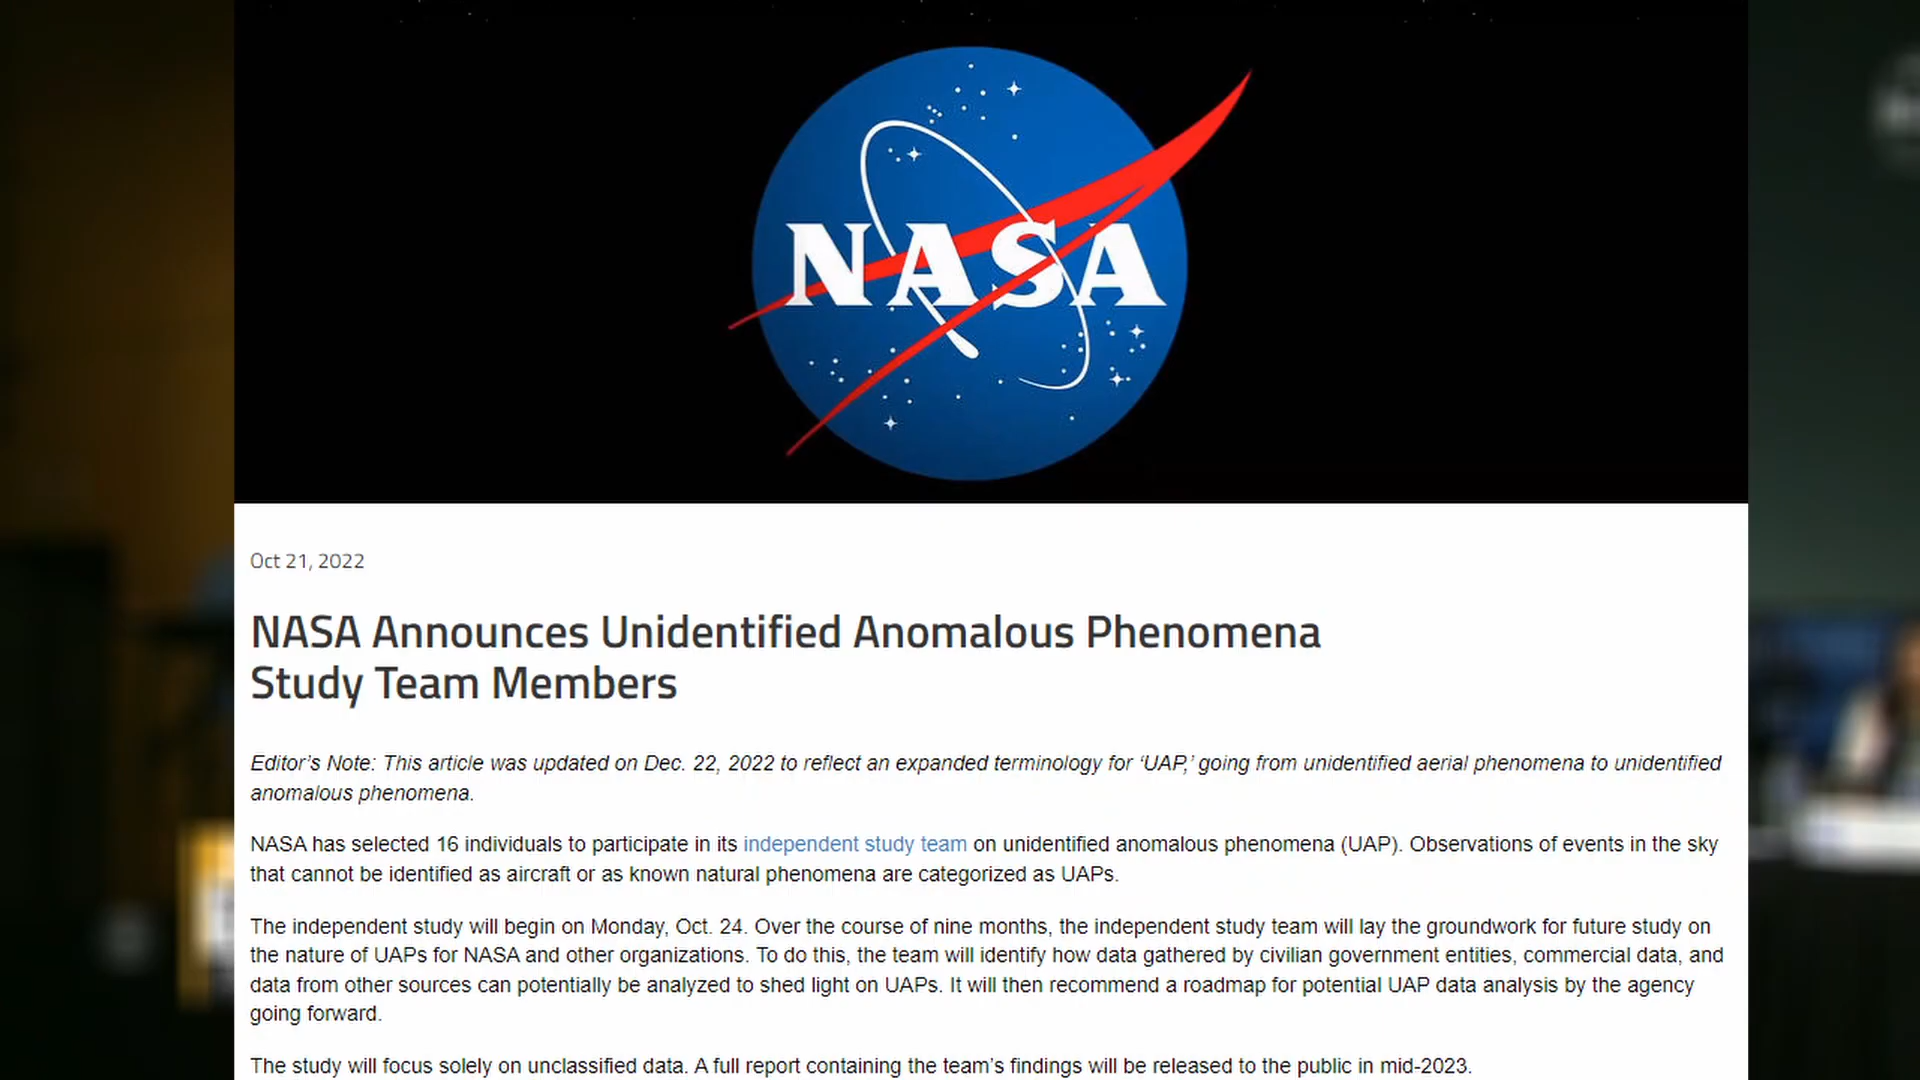 NASA
Oct 21, 2022
NASA Announces Unidentified Anomalous Phenomena
Study Team Members
Editor’s Note: This article was updated on Dec. 22, 2022 to reflect an expanded terminology for ‘UAP,’ going from unidentified aerial phenomena to unidentified
anomalous phenomena.
NASA has selected 16 individuals to participate in its independent study team on unidentified anomalous phenomena (UAP). Observations of events in the sky
that cannot be identified as aircraft or as known natural phenomena are categorized as UAPs.
The independent study will begin on Monday, Oct. 24. Over the course of nine months, the independent study team will lay the groundwork for future study on
the nature of UAPs for NASA and other organizations. To do this, the team will identify how data gathered by civilian government entities, commercial data, and
data from other sources can potentially be analyzed to shed light on UAPs. It will then recommend a roadmap for potential UAP data analysis by the agency
going forward.
The study will focus solely on unclassified data. A full report containing the team’s findings will be released to the public in mid-2023.